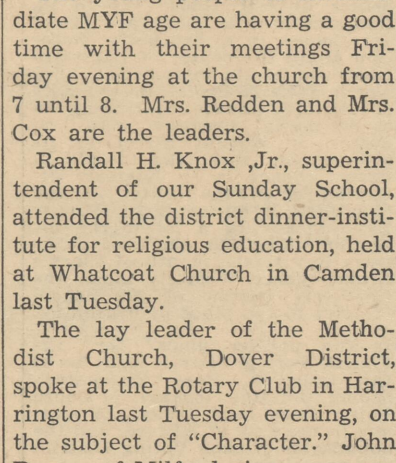 diate MYF age are having a good
time with their meetings Fri-
day evening at the church from
7 until 8. Mrs. Redden and Mrs.
Cox are the leaders.
Randall H. Knox ,Jr., superin-
tendent of our Sunday School,
attended the district dinner-insti-
tute for religious education, held
at Whatcoat Church in Camden
last Tuesday.
The lay leader of the Metho-
dist Church, Dover District,
spoke at the Rotary Club in Har-
rington last Tuesday evening, on
the subject of "Character." John